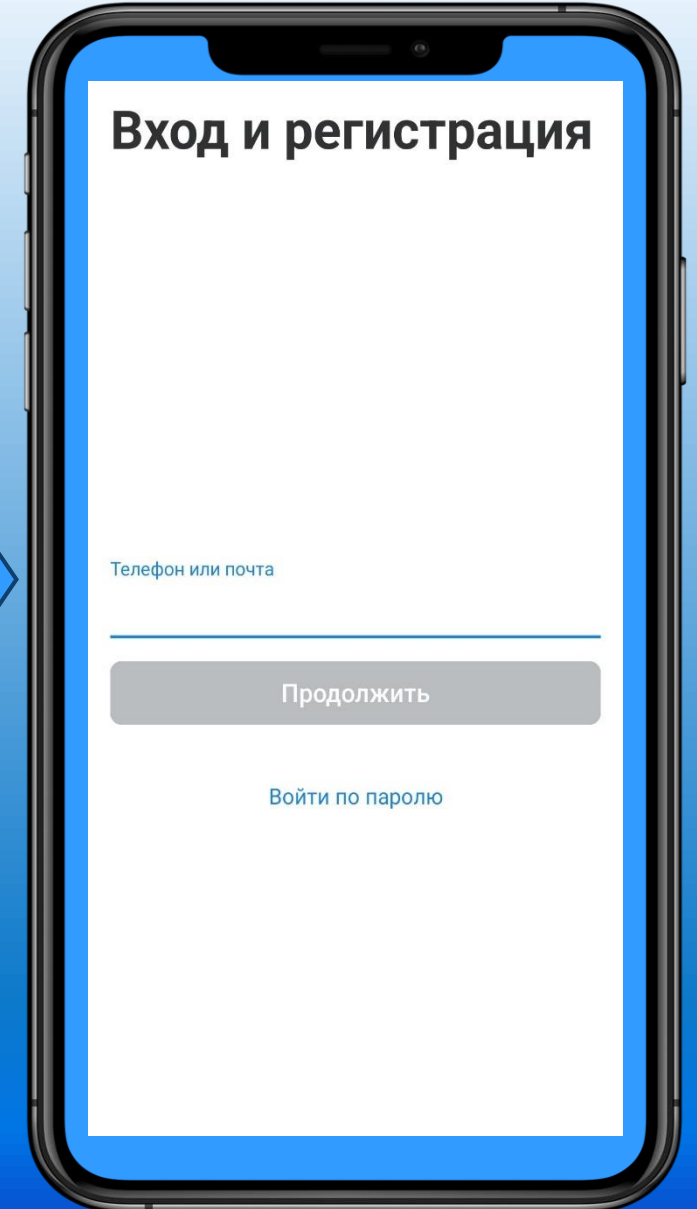 Вход и регистрация
Телефон или почта
Продолжить
Войти по паролю